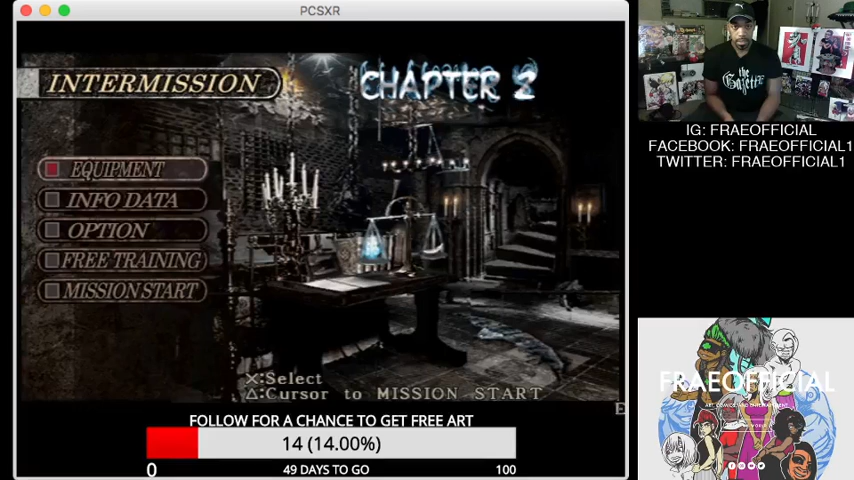 PCSXR
INTERMISSION
CHAPTER 2
EQUIPMENT
INFO DATA
OPTION
FREE TRAINING
MISSION START
X:Select
△:Cursor to MISSION START
FOLLOW FOR A CHANCE TO GET FREE ART
14 (14.00%)
0
49 DAYS TO GO
100
the
GazettE
IG: FRAEOFFICIAL
FACEBOOK: FRAEOFFICIAL1
TWITTER: FRAEOFFICIAL1
FRAEOFFICIAL